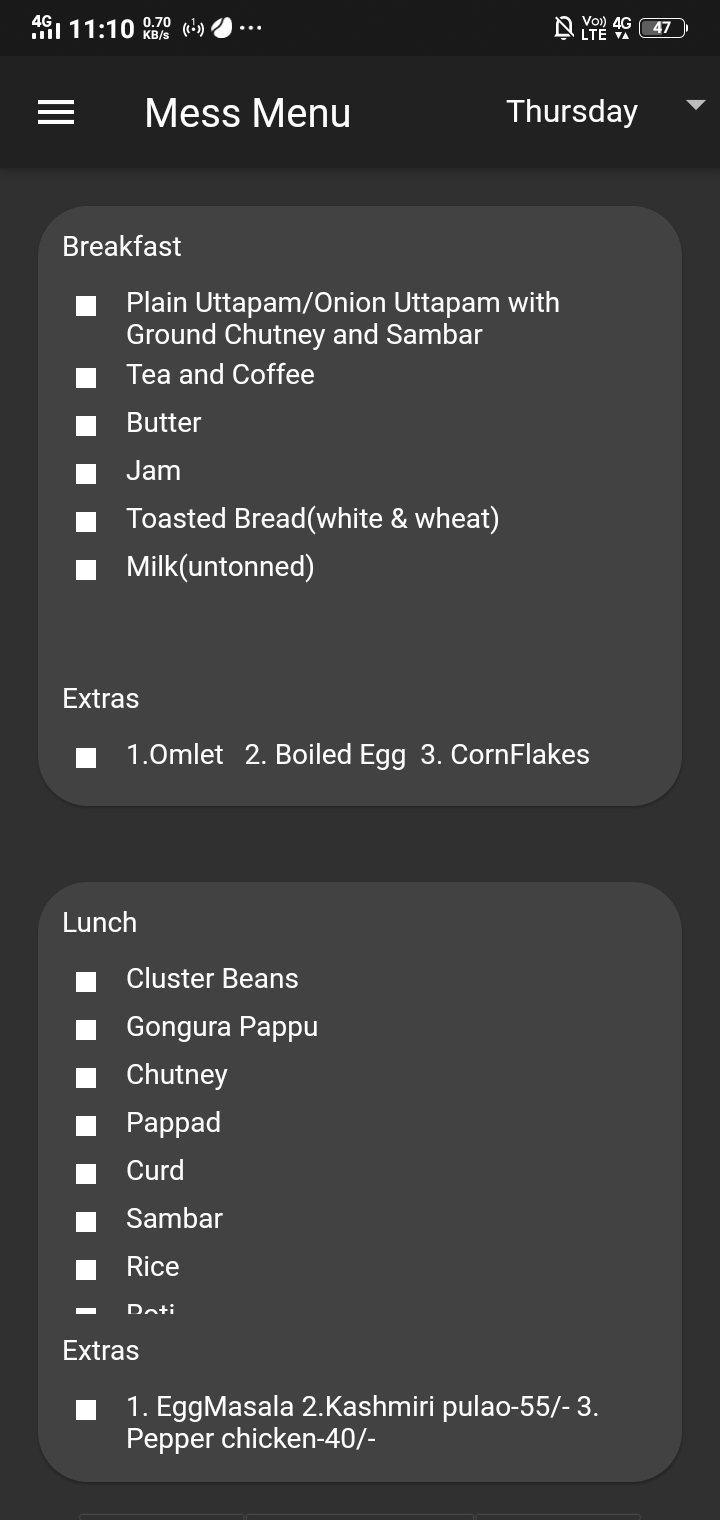 4G 11:10 0.70 KB/s 1 ... Vo)) LTE 4G 47
Mess Menu Thursday
Breakfast
Plain Uttapam/Onion Uttapam with
Ground Chutney and Sambar
Tea and Coffee
Butter
Jam
Toasted Bread(white & wheat)
Milk(untonned)
Extras
1.Omlet 2. Boiled Egg 3. CornFlakes
Lunch
Cluster Beans
Gongura Pappu
Chutney
Pappad
Curd
Sambar
Rice
Roti
Extras
1. EggMasala 2.Kashmiri pulao-55/- 3.
Pepper chicken-40/-